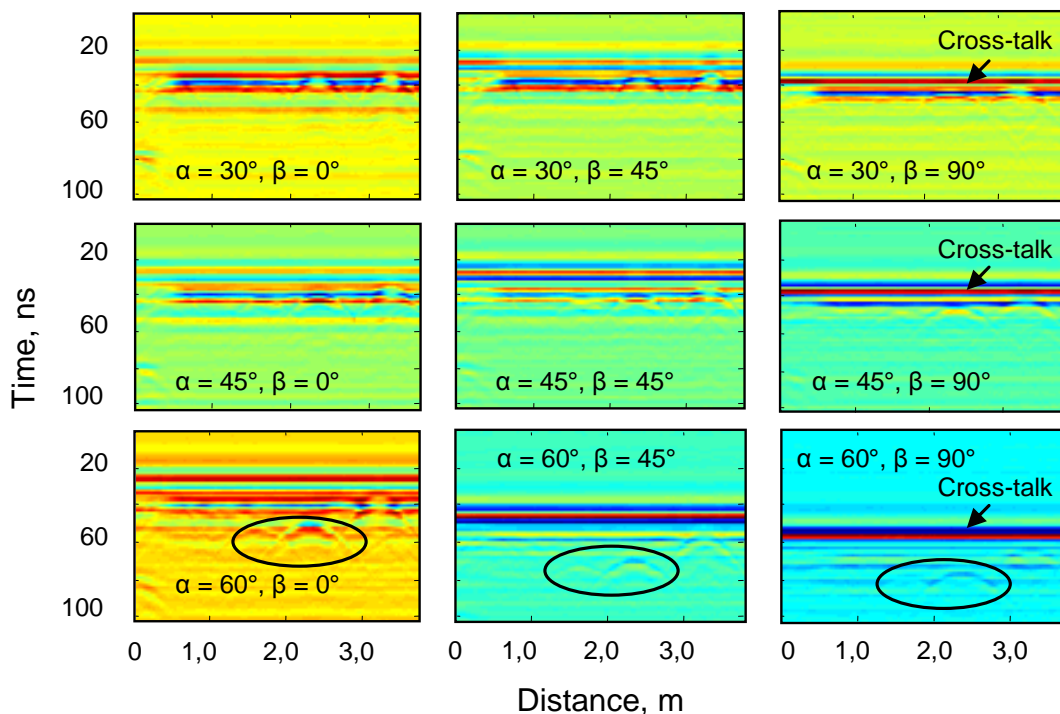 20
60
100
α = 30°, β = 0°
α = 30°, β = 45°
Cross-talk
α = 30°, β = 90°
Time, ns
20
60
100
α = 45°, β = 0°
α = 45°, β = 45°
Cross-talk
α = 45°, β = 90°
20
60
100
α = 60°, β = 0°
α = 60°, β = 45°
α = 60°, β = 90°
Cross-talk
0 1,0 2,0 3,0
0 1,0 2,0 3,0
0 1,0 2,0 3,0
Distance, m